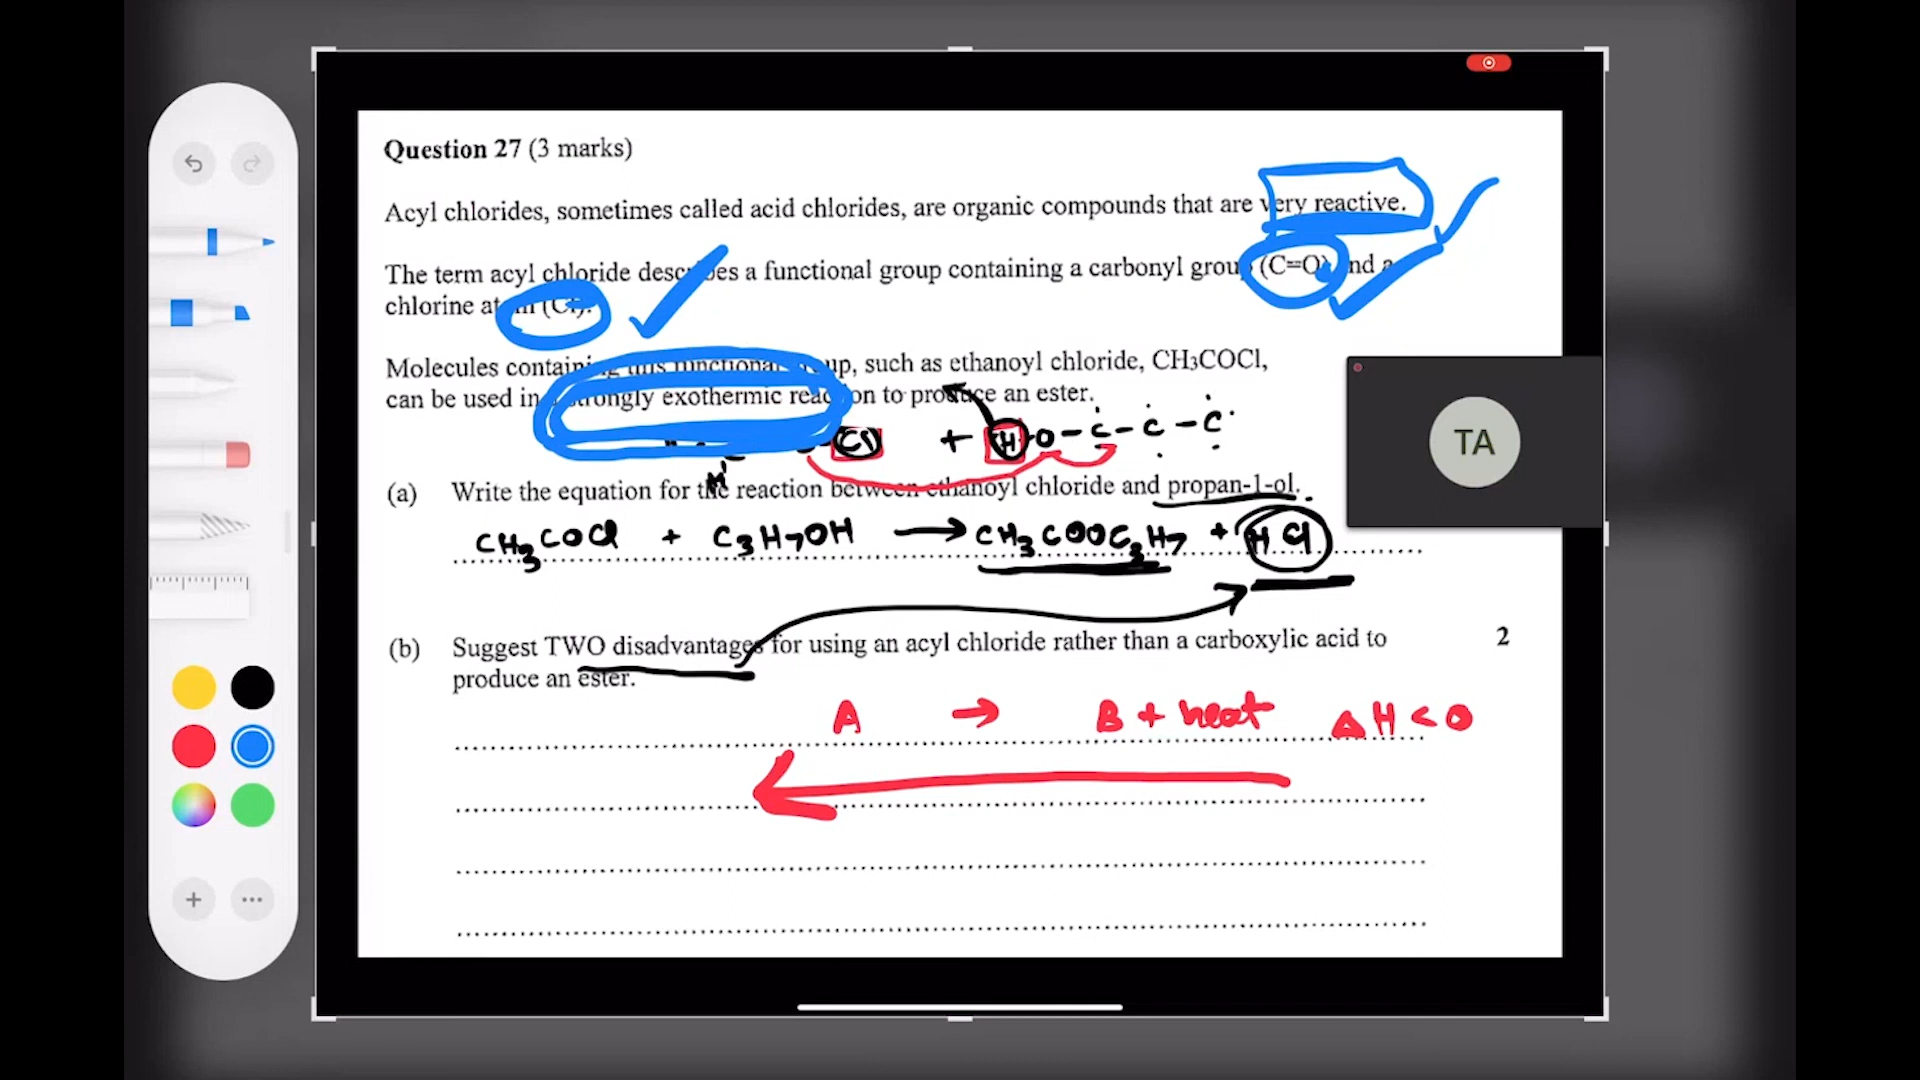 Question 27 (3 marks)
Acyl chlorides, sometimes called acid chlorides, are organic compounds that are very reactive.
The term acyl chloride describes a functional group containing a carbonyl group (C=O) and a
chlorine atom (Cl).
Molecules containing this functional group, such as ethanoyl chloride, CH3COCl,
can be used in strongly exothermic reaction to produce an ester.
Cl + H-O-C-C-C
H
(a) Write the equation for the reaction between ethanoyl chloride and propan-1-ol.
CH3COCl + C3H7OH → CH3COOC3H7 + HCl
(b) Suggest TWO disadvantages for using an acyl chloride rather than a carboxylic acid to 2
produce an ester.
A → B + heat ΔH < 0
TA